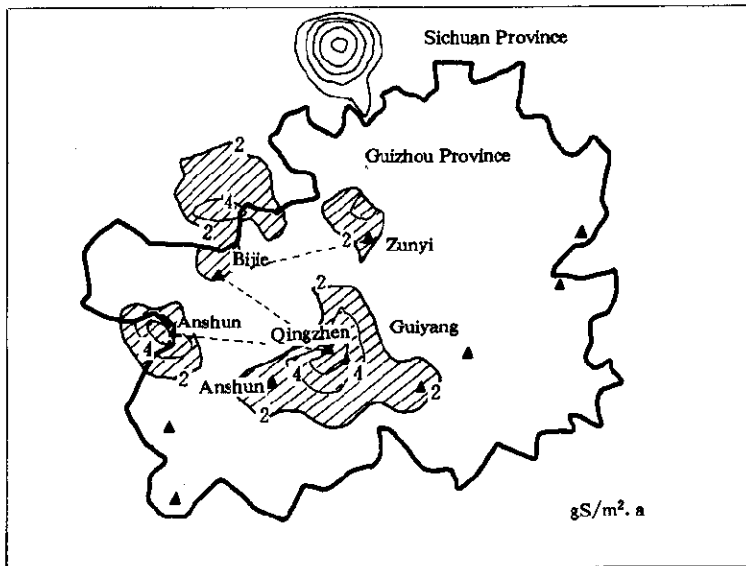 Sichuan Province
2
Guizhou Province
4
2
2
Zunyi
Bijie
2
Anshun
Qingzhen
Guiyang
4
2
Anshun
4
4
2
2
gS/m². a